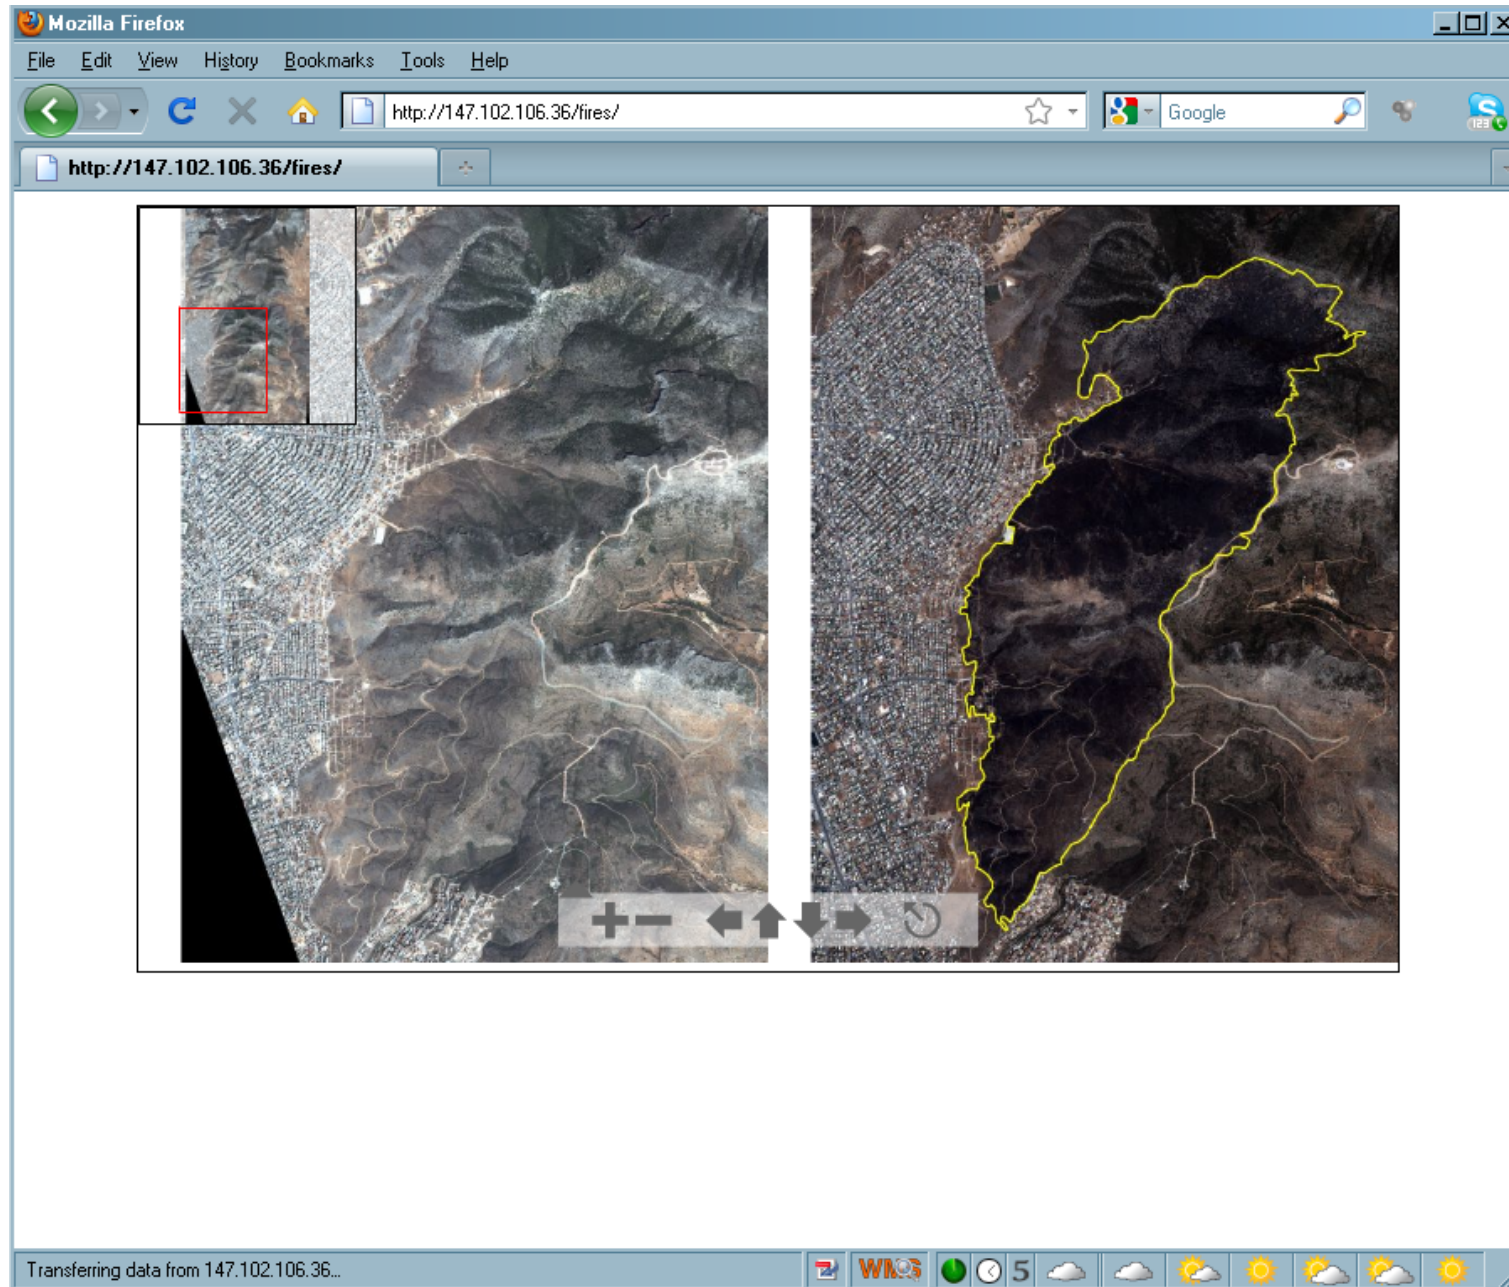 Mozilla Firefox
File Edit View History Bookmarks Tools Help
http://147.102.106.36/fires/
Google
123
http://147.102.106.36/fires/
Transferring data from 147.102.106.36...
5